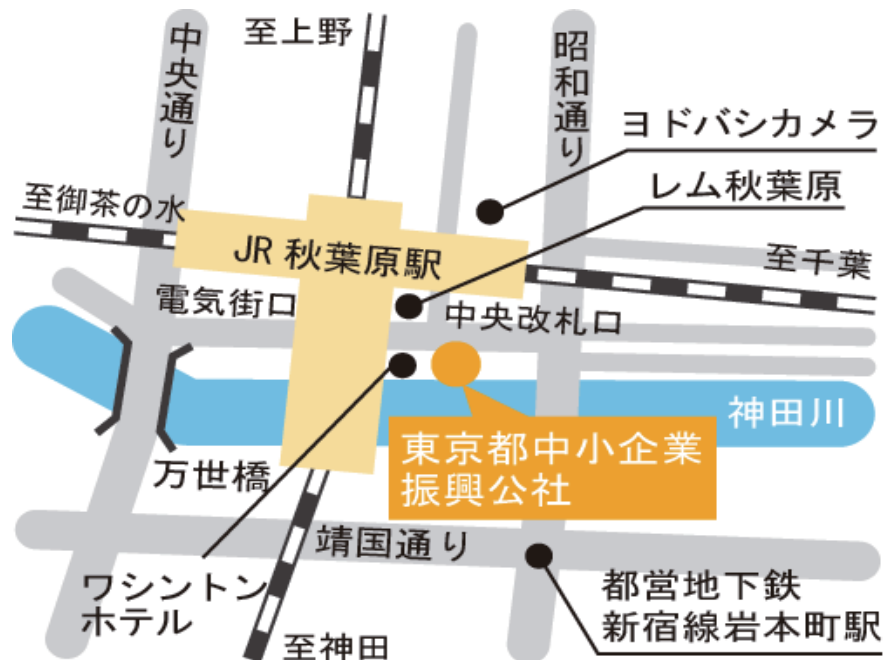 至上野
中央通り
昭和通り
ヨドバシカメラ
レム秋葉原
至御茶の水
JR 秋葉原駅
至千葉
電気街口
中央改札口
神田川
東京都中小企業
振興公社
万世橋
靖国通り
ワシントン
ホテル
都営地下鉄
新宿線岩本町駅
至神田